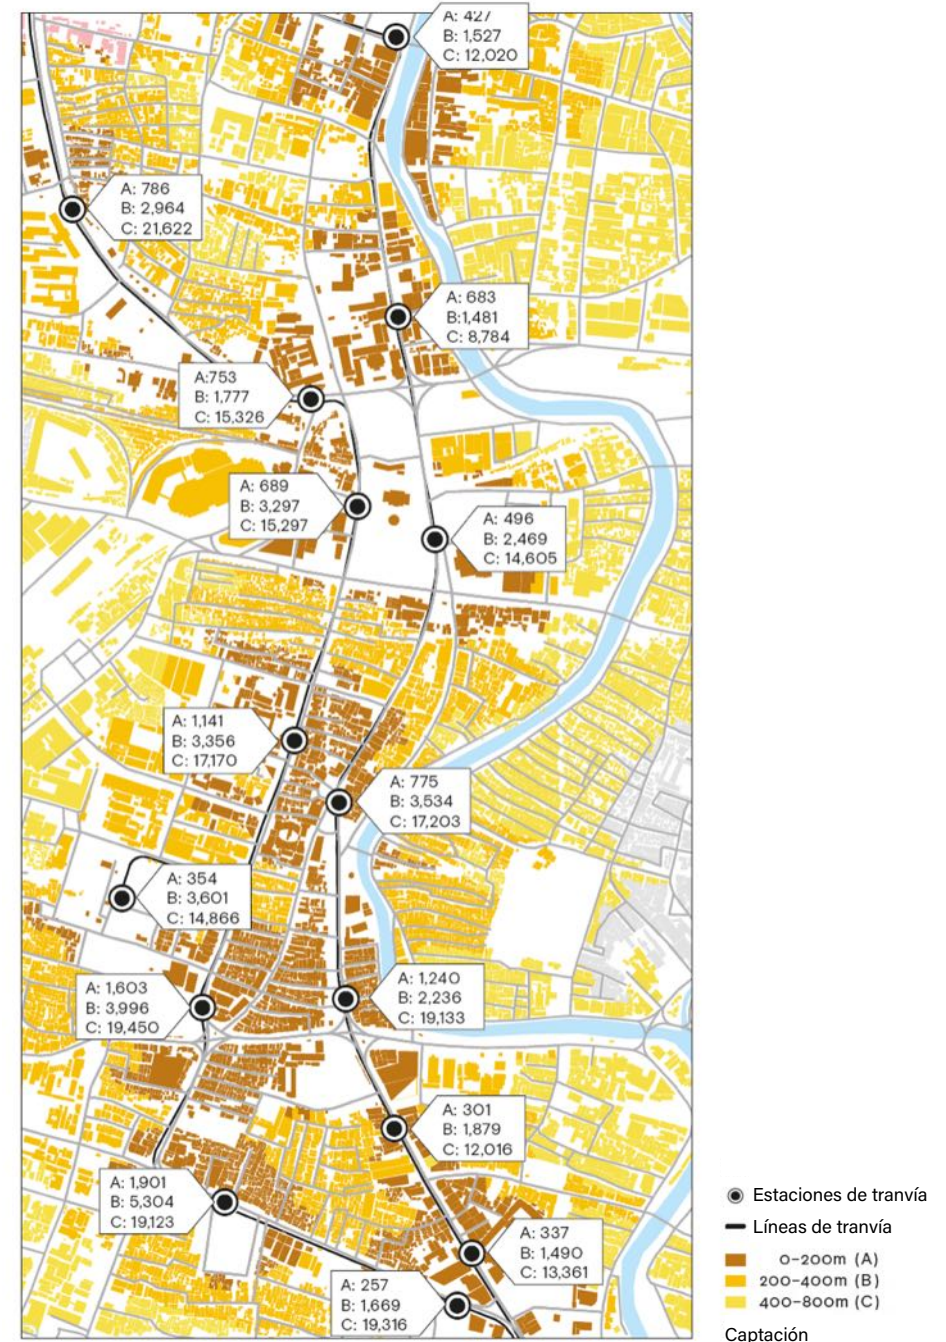 A: 427
B: 1,527
C: 12,020
A: 786
B: 2,964
C: 21,622
A: 683
B:1,481
C: 8,784
A:753
B: 1,777
C: 15,326
A: 689
B: 3,297
C: 15,297
A: 496
B: 2,469
C: 14,605
A: 1,141
B: 3,356
C: 17,170
A: 775
B: 3,534
C: 17,203
A: 354
B: 3,601
C: 14,866
A: 1,603
B: 3,996
C: 19,450
A: 1,240
B: 2,236
C: 19,133
A: 301
B: 1,879
C: 12,016
A: 1,901
B: 5,304
C: 19,123
A: 337
B: 1,490
C: 13,361
A: 257
B: 1,669
C: 19,316
Estaciones de tranvía
Líneas de tranvía
0-200m (A)
200-400m (B)
400-800m (C)
Captación